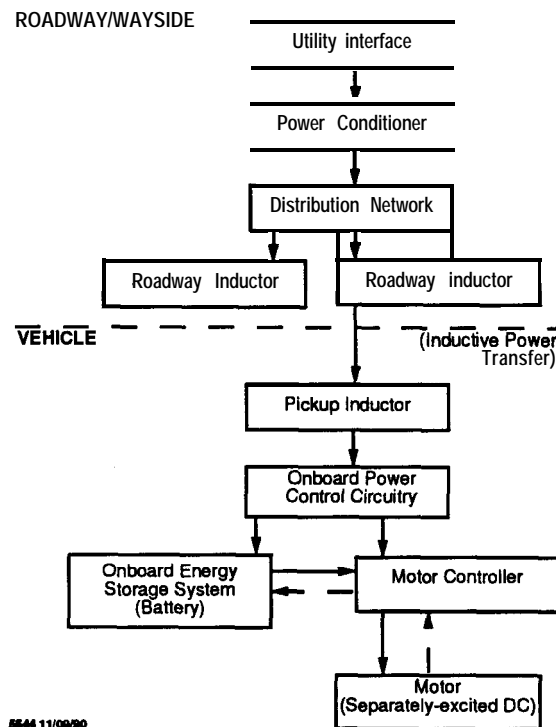 ROADWAY/WAYSIDE
Utility interface
Power Conditioner
Distribution Network
Roadway Inductor
Roadway inductor
VEHICLE
(Inductive Power
Transfer)
Pickup Inductor
Onboard Power
Control Circuitry
Onboard Energy
Storage System
(Battery)
Motor Controller
Motor
(Separately-excited DC)
5544 11/09/90